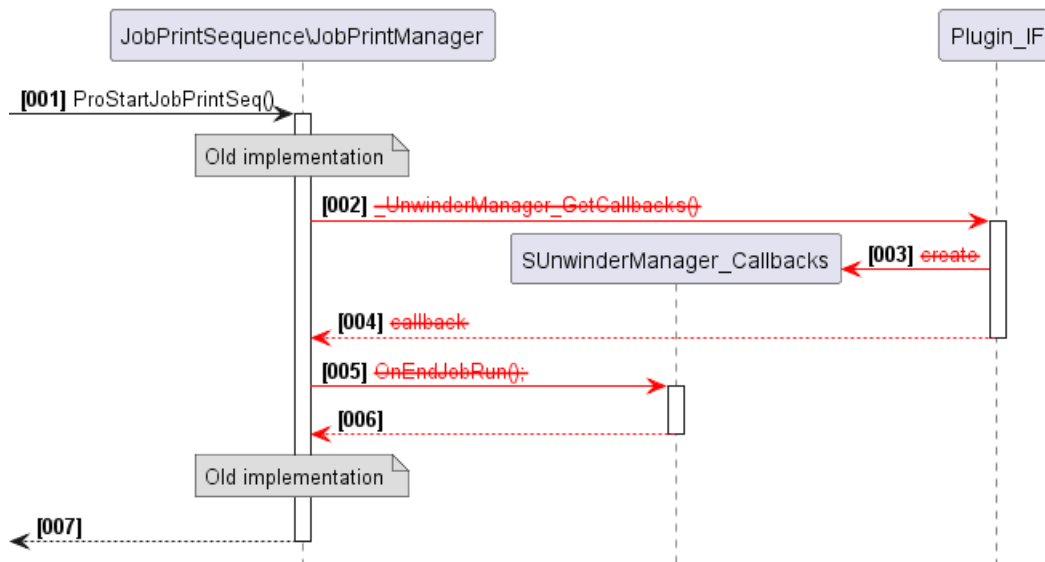 JobPrintSequence\JobPrintManager
Plugin_IF
[001] ProStartJobPrintSeq()
Old implementation
[002] _UnwinderManager_GetCallbacks()
SUnwinderManager_Callbacks
[003] create
[004] callback
[005] OnEndJobRun();
[006]
Old implementation
[007]